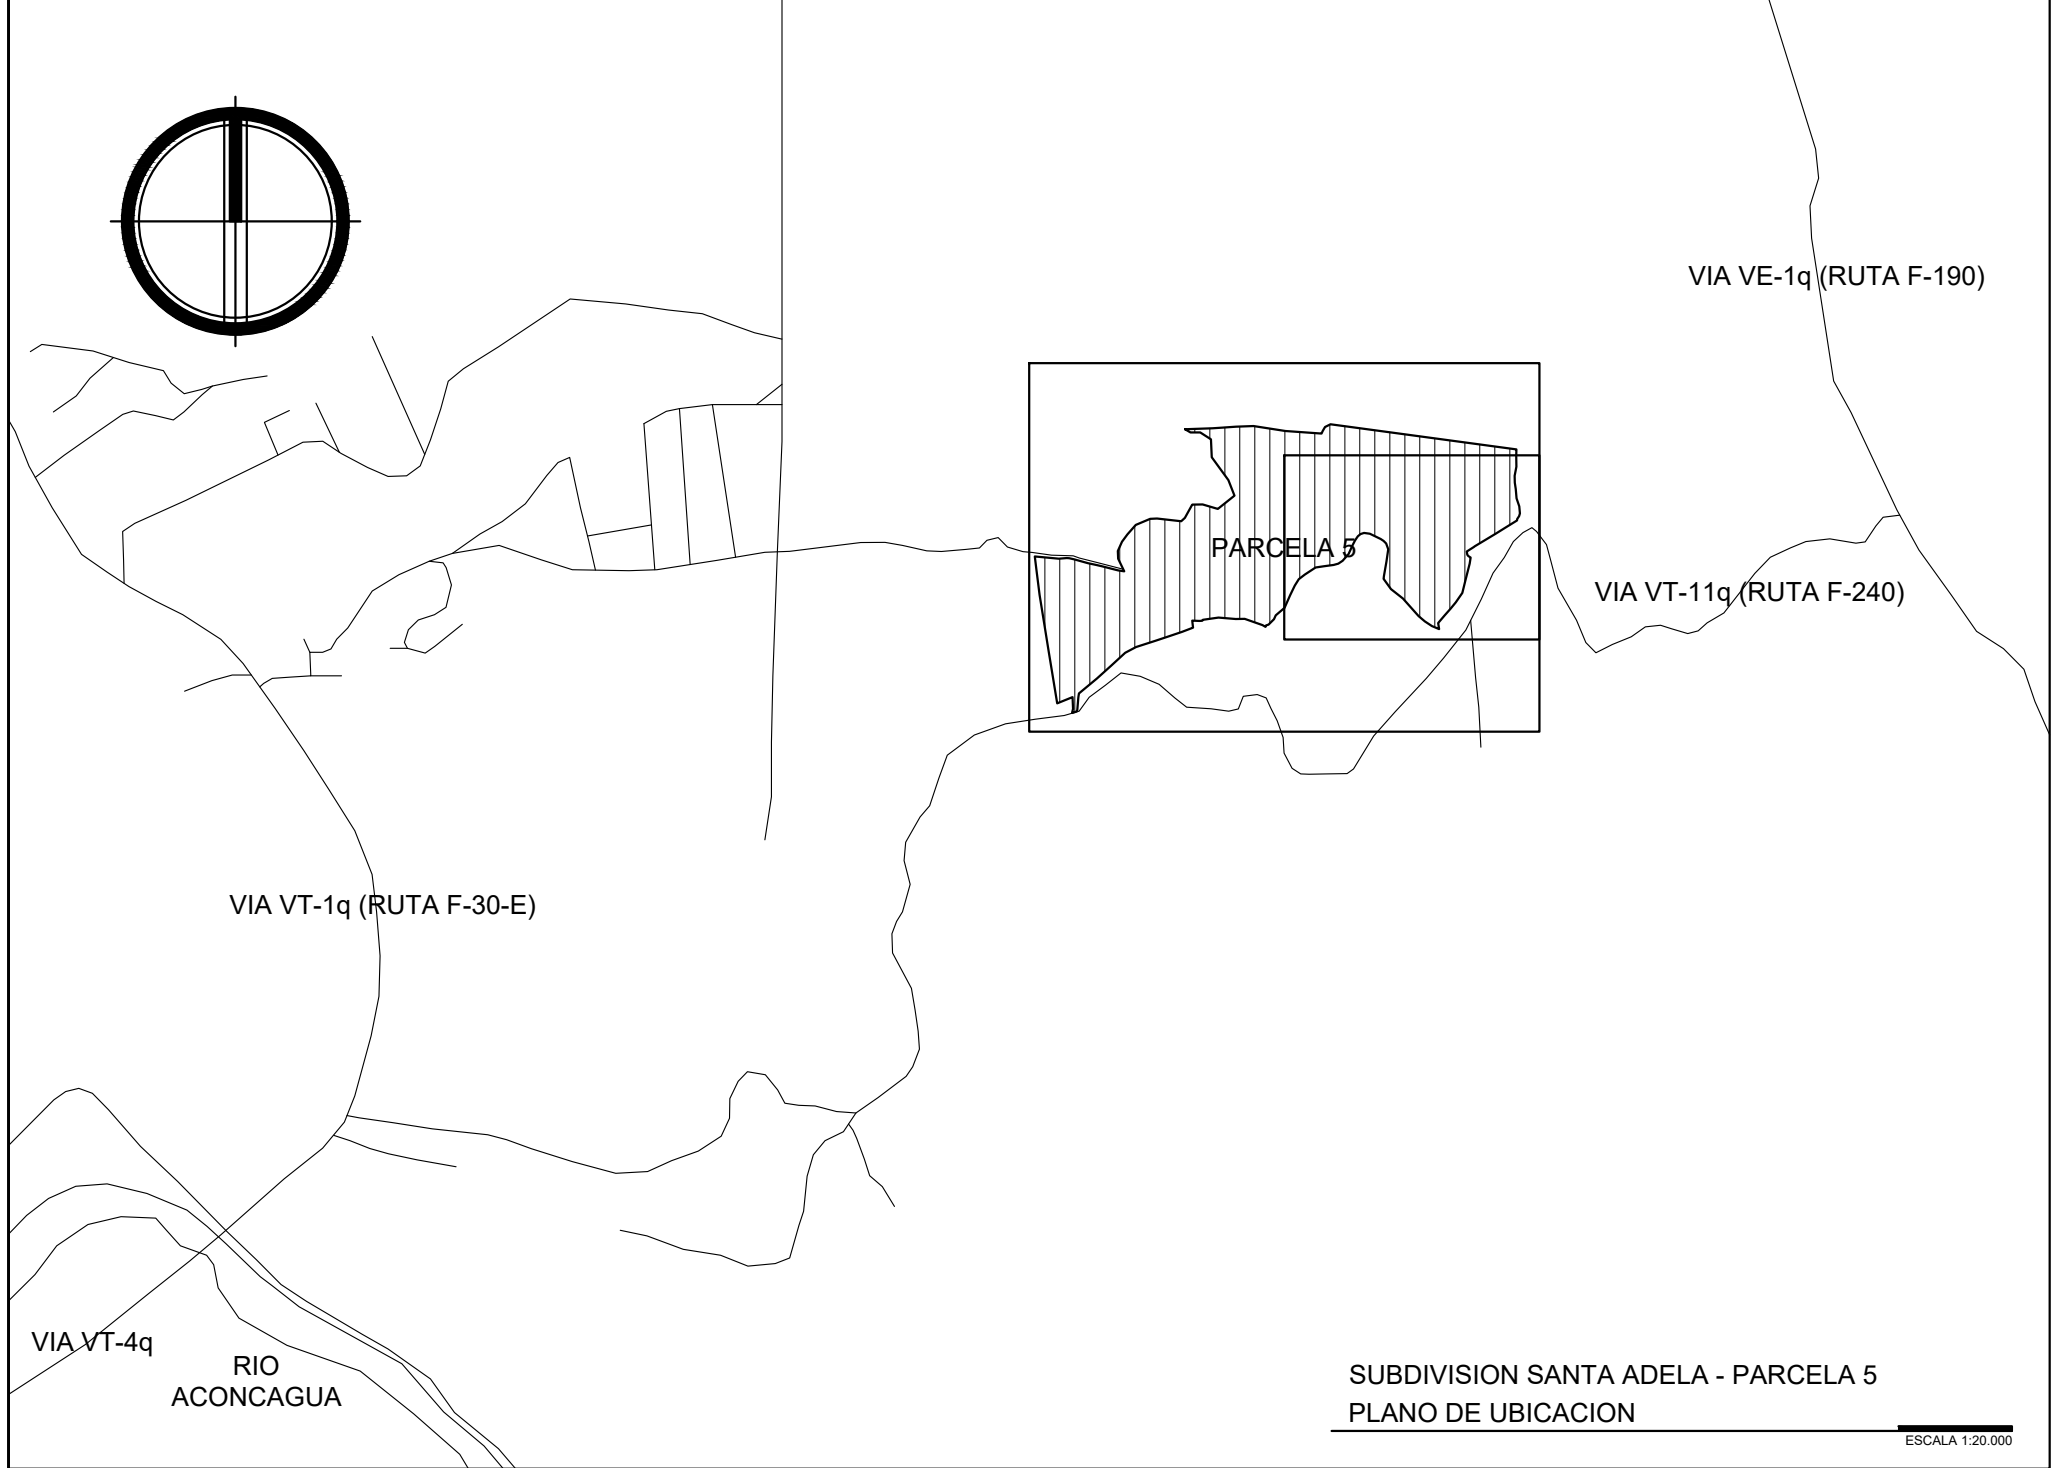 VIA VE-1q (RUTA F-190)
PARCELA 5
VIA VT-11q (RUTA F-240)
VIA VT-1q (RUTA F-30-E)
VIA VT-4q
RIO
ACONCAGUA
SUBDIVISION SANTA ADELA - PARCELA 5
PLANO DE UBICACION
ESCALA 1:20.000